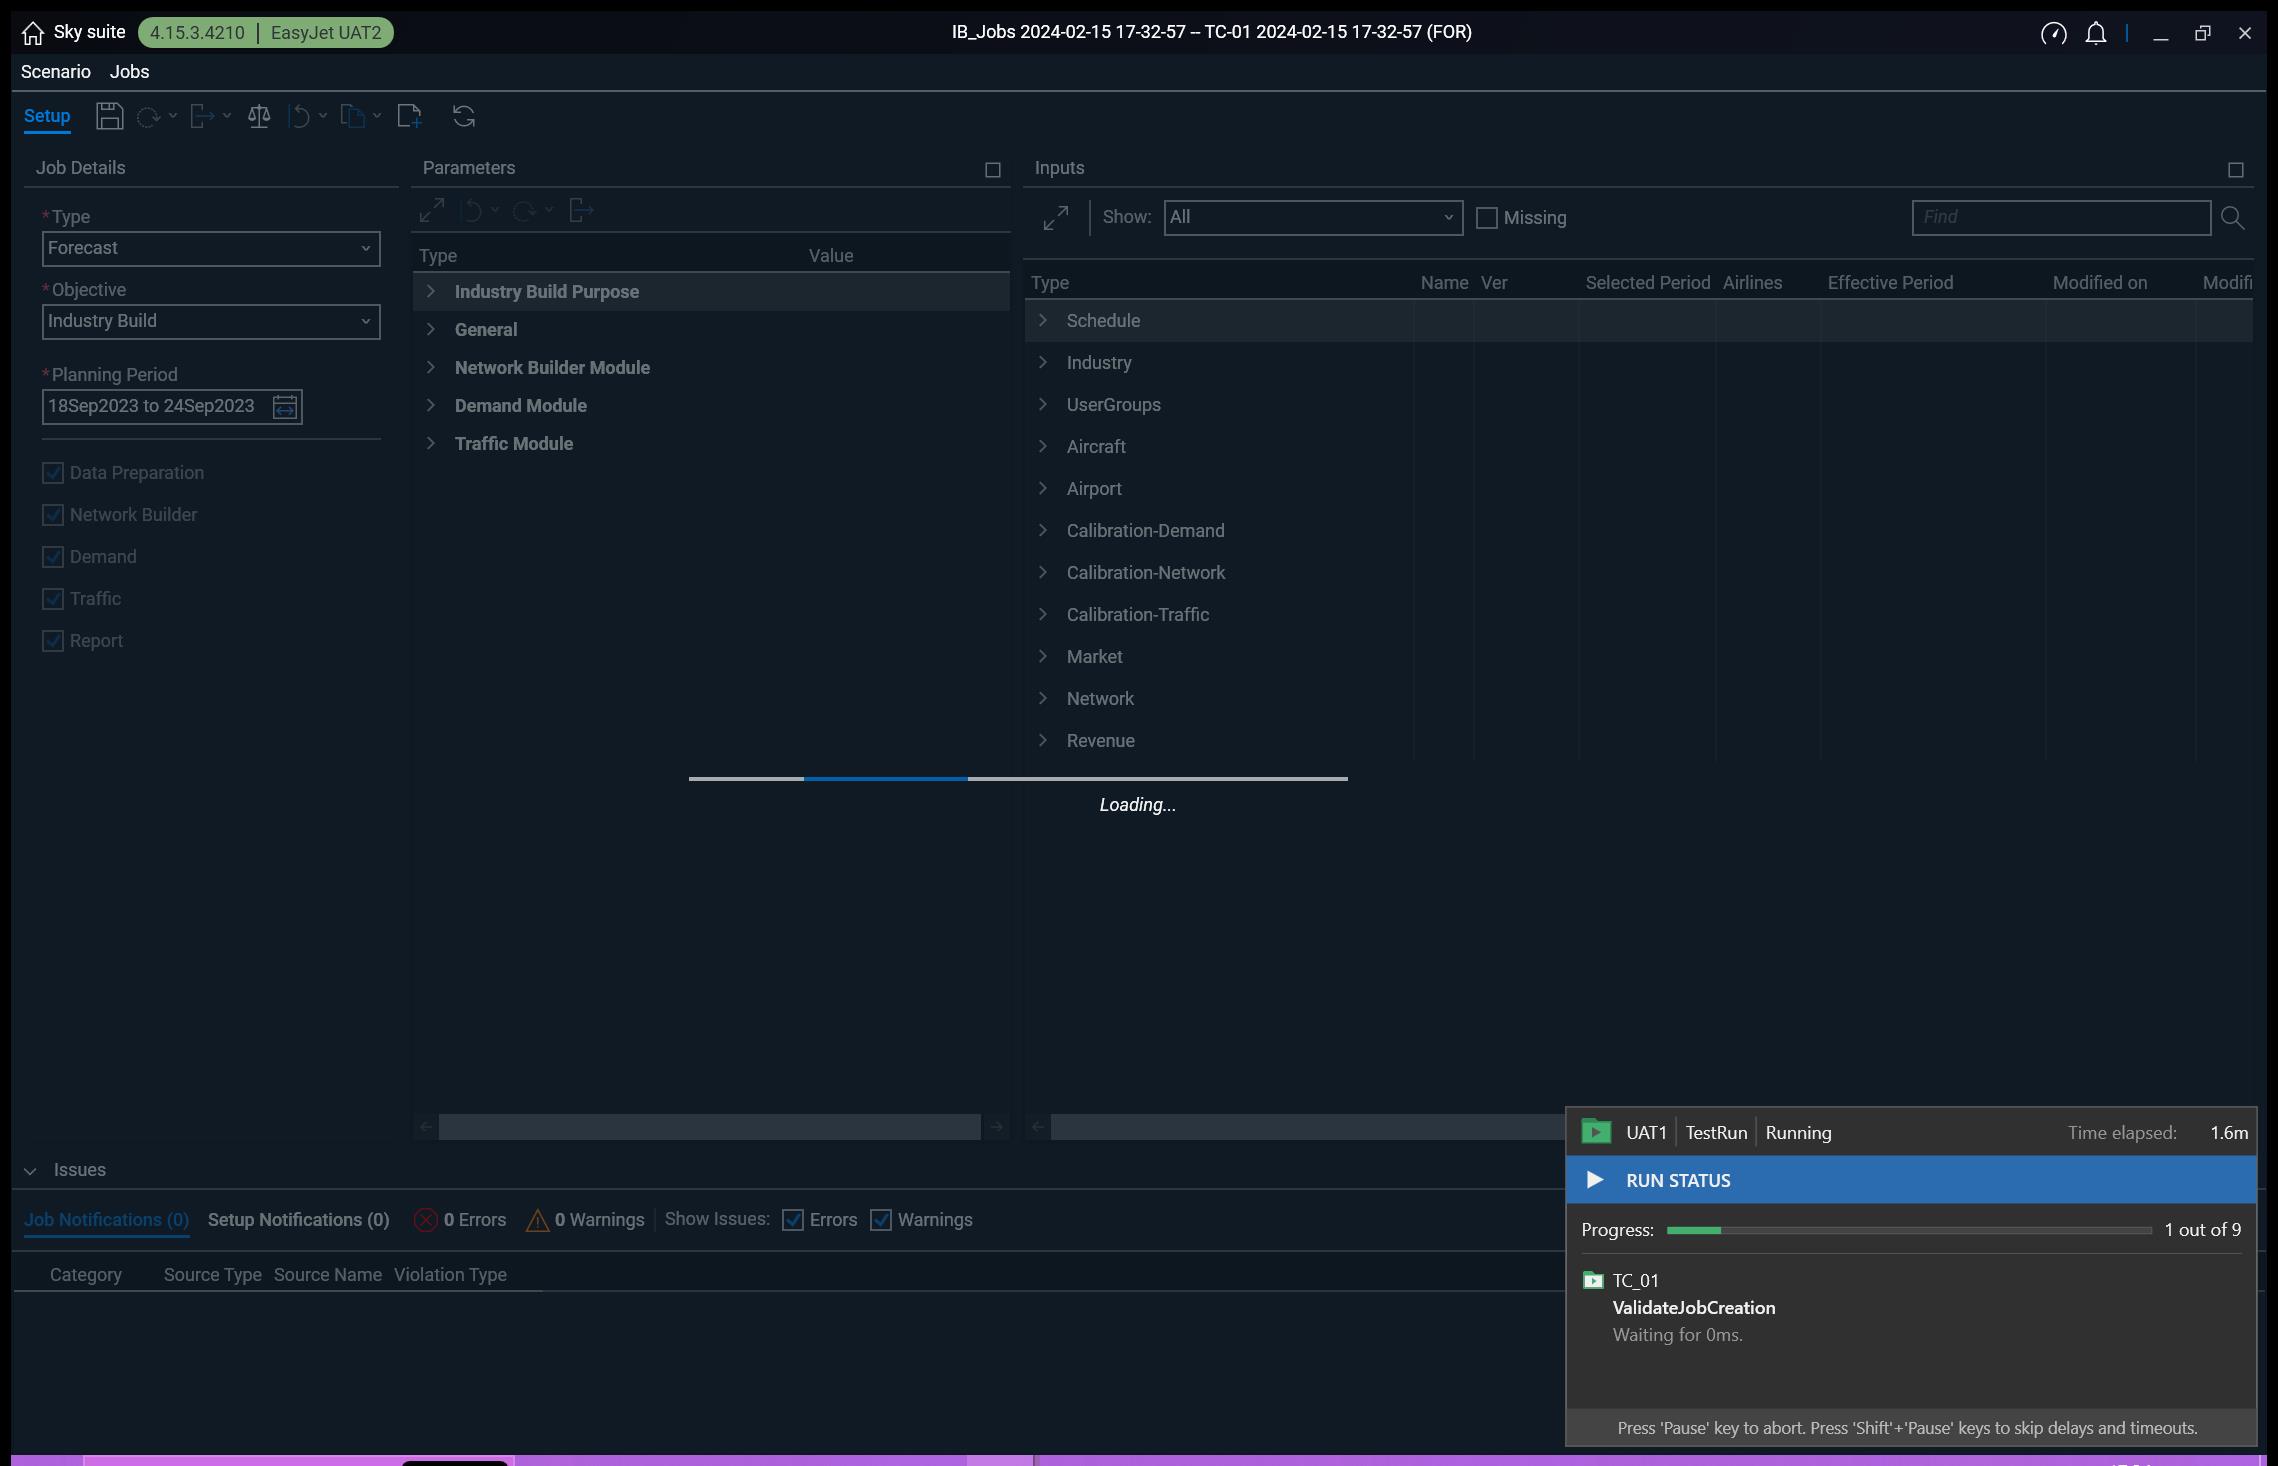 Sky suite 4.15.3.4210 | EasyJet UAT2 IB_Jobs 2024-02-15 17-32-57 -- TC-01 2024-02-15 17-32-57 (FOR)
Scenario Jobs
Setup
Job Details Parameters Inputs
*Type
Forecast
*Objective
Industry Build
*Planning Period
18Sep2023 to 24Sep2023
Data Preparation
Network Builder
Demand
Traffic
Report
Type Value
Industry Build Purpose
General
Network Builder Module
Demand Module
Traffic Module
Show: All Missing Find
Type Name Ver Selected Period Airlines Effective Period Modified on Modifi
Schedule
Industry
UserGroups
Aircraft
Airport
Calibration-Demand
Calibration-Network
Calibration-Traffic
Market
Network
Revenue
Loading...
Issues
Job Notifications (0) Setup Notifications (0) 0 Errors 0 Warnings Show Issues: Errors Warnings
Category Source Type Source Name Violation Type
UAT1 TestRun Running Time elapsed: 1.6m
RUN STATUS
Progress: 1 out of 9
TC_01
ValidateJobCreation
Waiting for 0ms.
Press 'Pause' key to abort. Press 'Shift'+'Pause' keys to skip delays and timeouts.